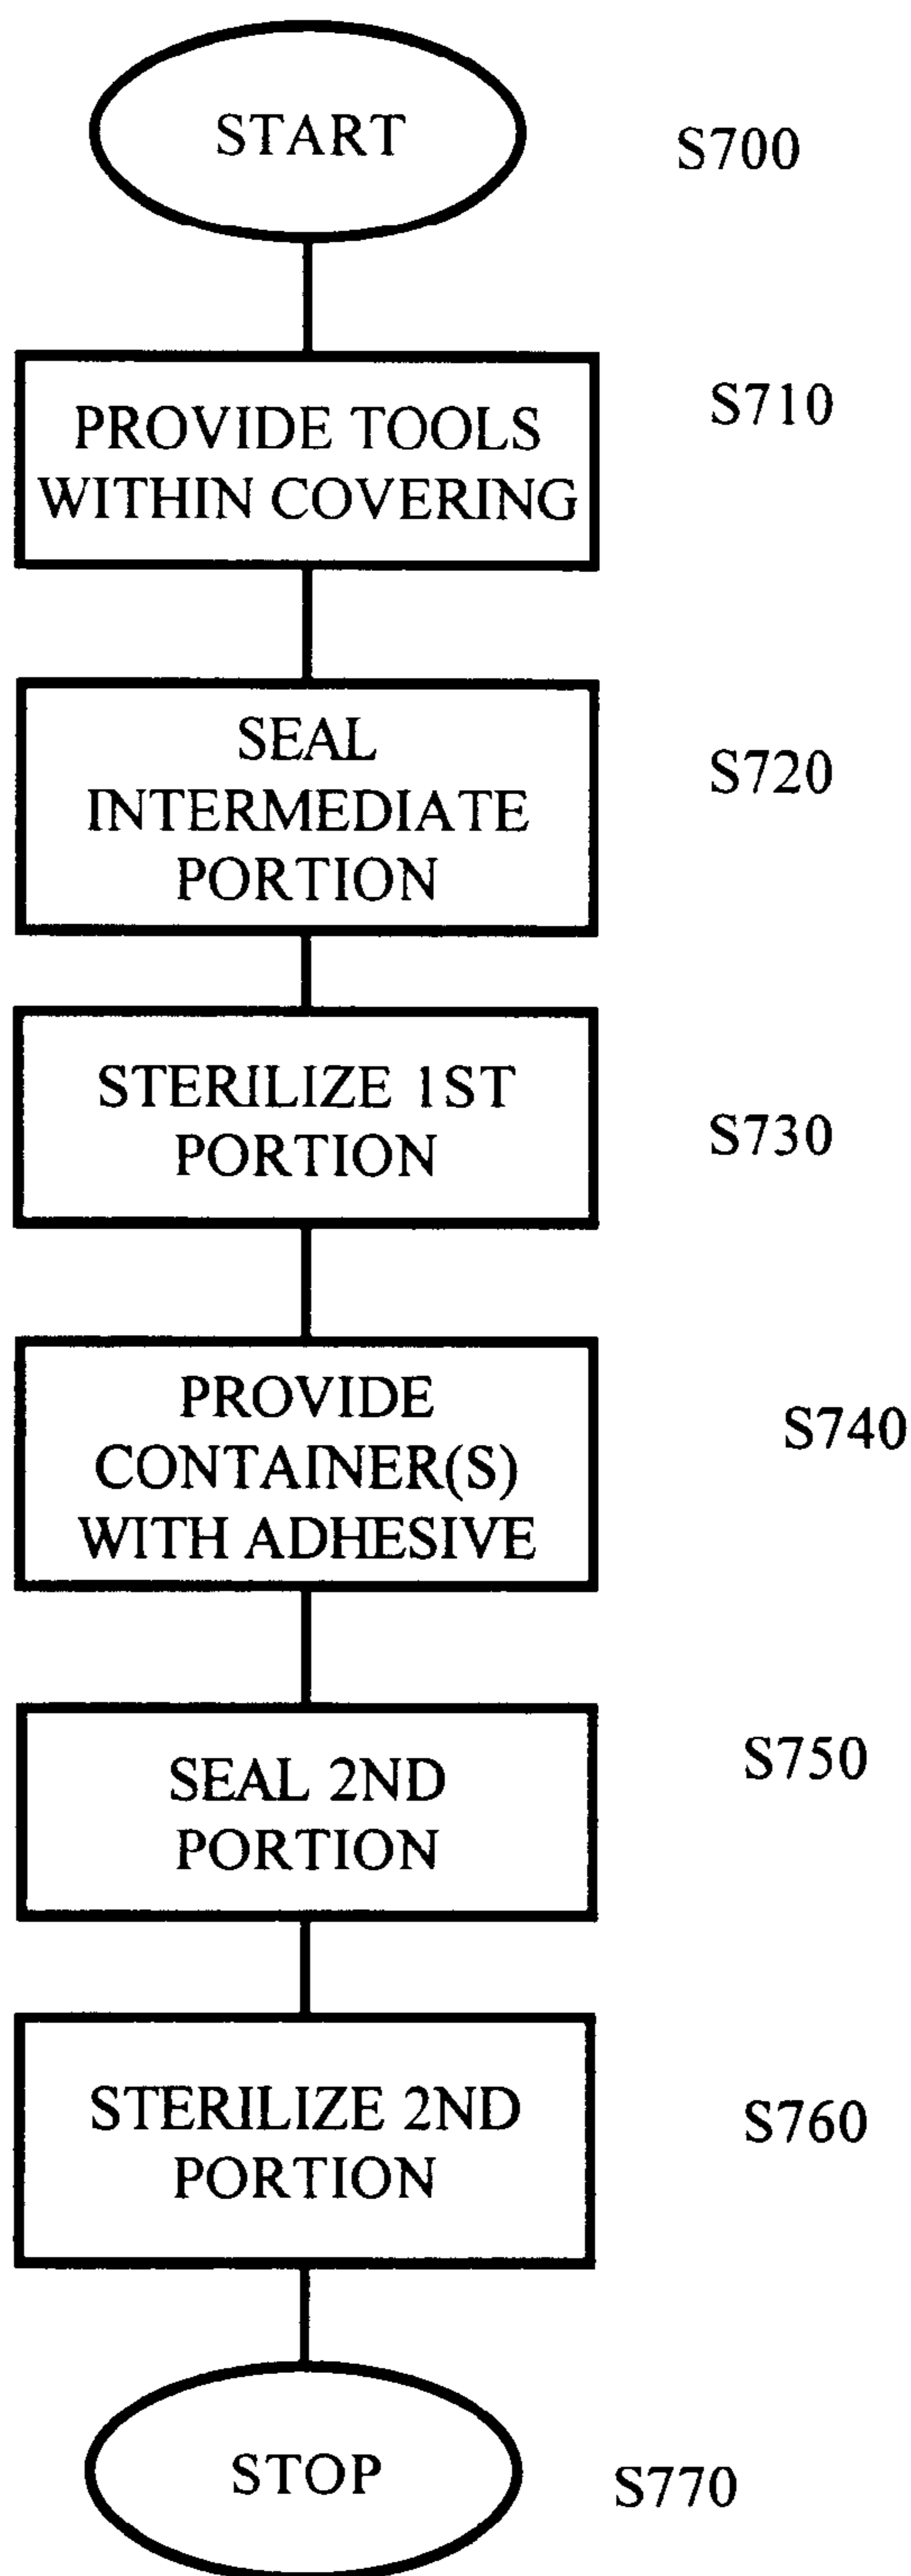 START
S700
PROVIDE TOOLS
WITHIN COVERING
S710
SEAL
INTERMEDIATE
PORTION
S720
STERILIZE 1ST
PORTION
S730
PROVIDE
CONTAINER(S)
WITH ADHESIVE
S740
SEAL 2ND
PORTION
S750
STERILIZE 2ND
PORTION
S760
STOP
S770